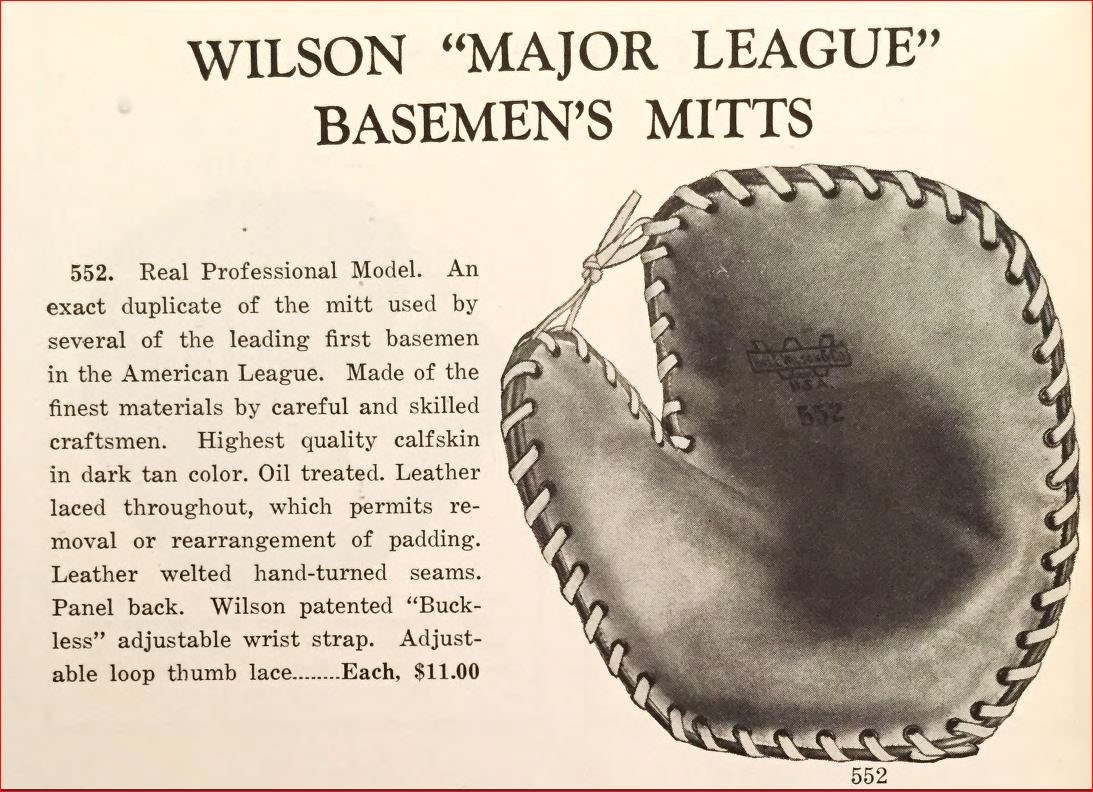 WILSON “MAJOR LEAGUE”
BASEMEN’S MITTS
552. Real Professional Model. An
exact duplicate of the mitt used by
several of the leading first basemen
in the American League. Made of the
finest materials by careful and skilled
craftsmen. Highest quality calfskin
in dark tan color. Oil treated. Leather
laced throughout, which permits re-
moval or rearrangement of padding.
Leather welted hand-turned seams.
Panel back. Wilson patented “Buck-
less” adjustable wrist strap. Adjust-
able loop thumb lace........Each, $11.00
U.S.A.
552
552